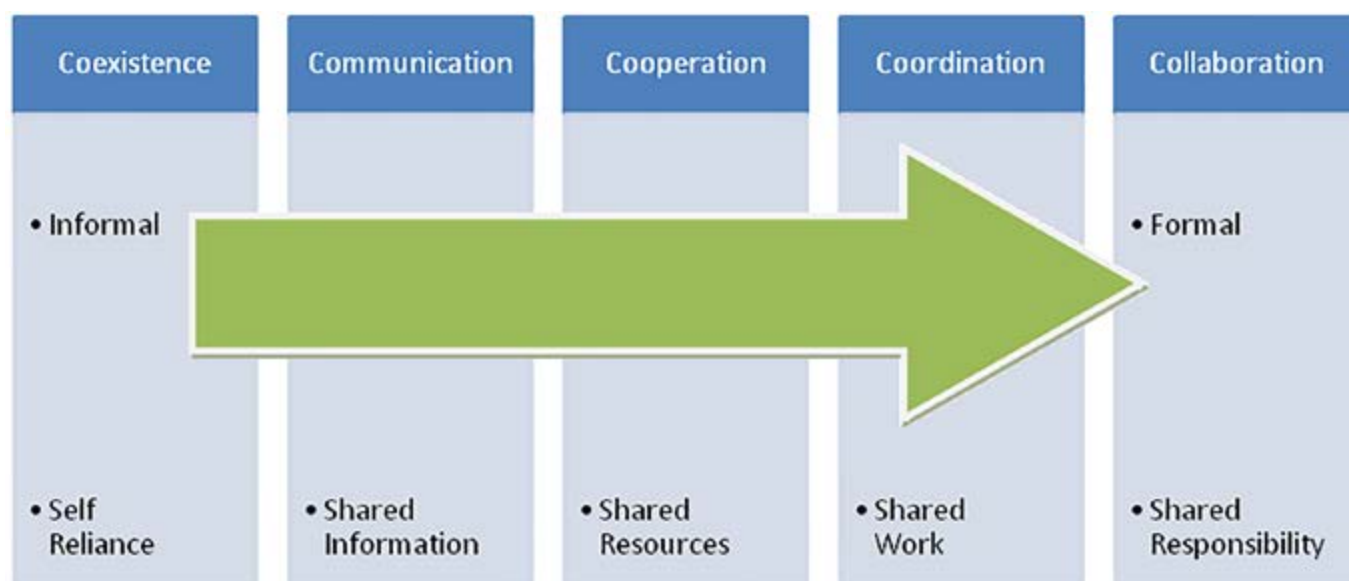 Coexistence
Communication
Cooperation
Coordination
Collaboration
• Informal
• Formal
• Self
Reliance
• Shared
Information
• Shared
Resources
• Shared
Work
• Shared
Responsibility